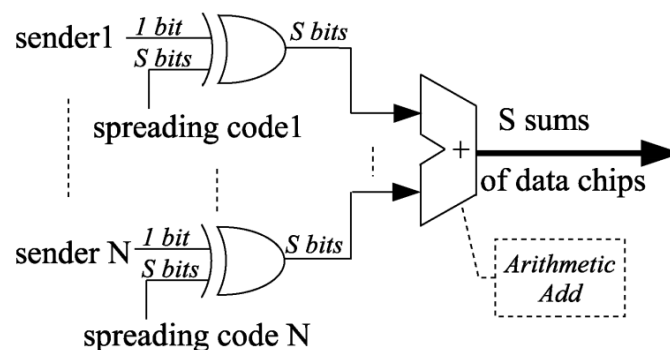 sender1
1 bit
S bits
S bits
spreading code1
+
S sums
of data chips
sender N
1 bit
S bits
S bits
spreading code N
Arithmetic
Add